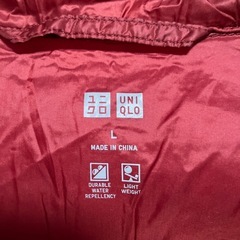 ユニ UNI
クロ QLO
L
MADE IN CHINA
DURABLE WATER REPELLENCY
LIGHT WEIGHT